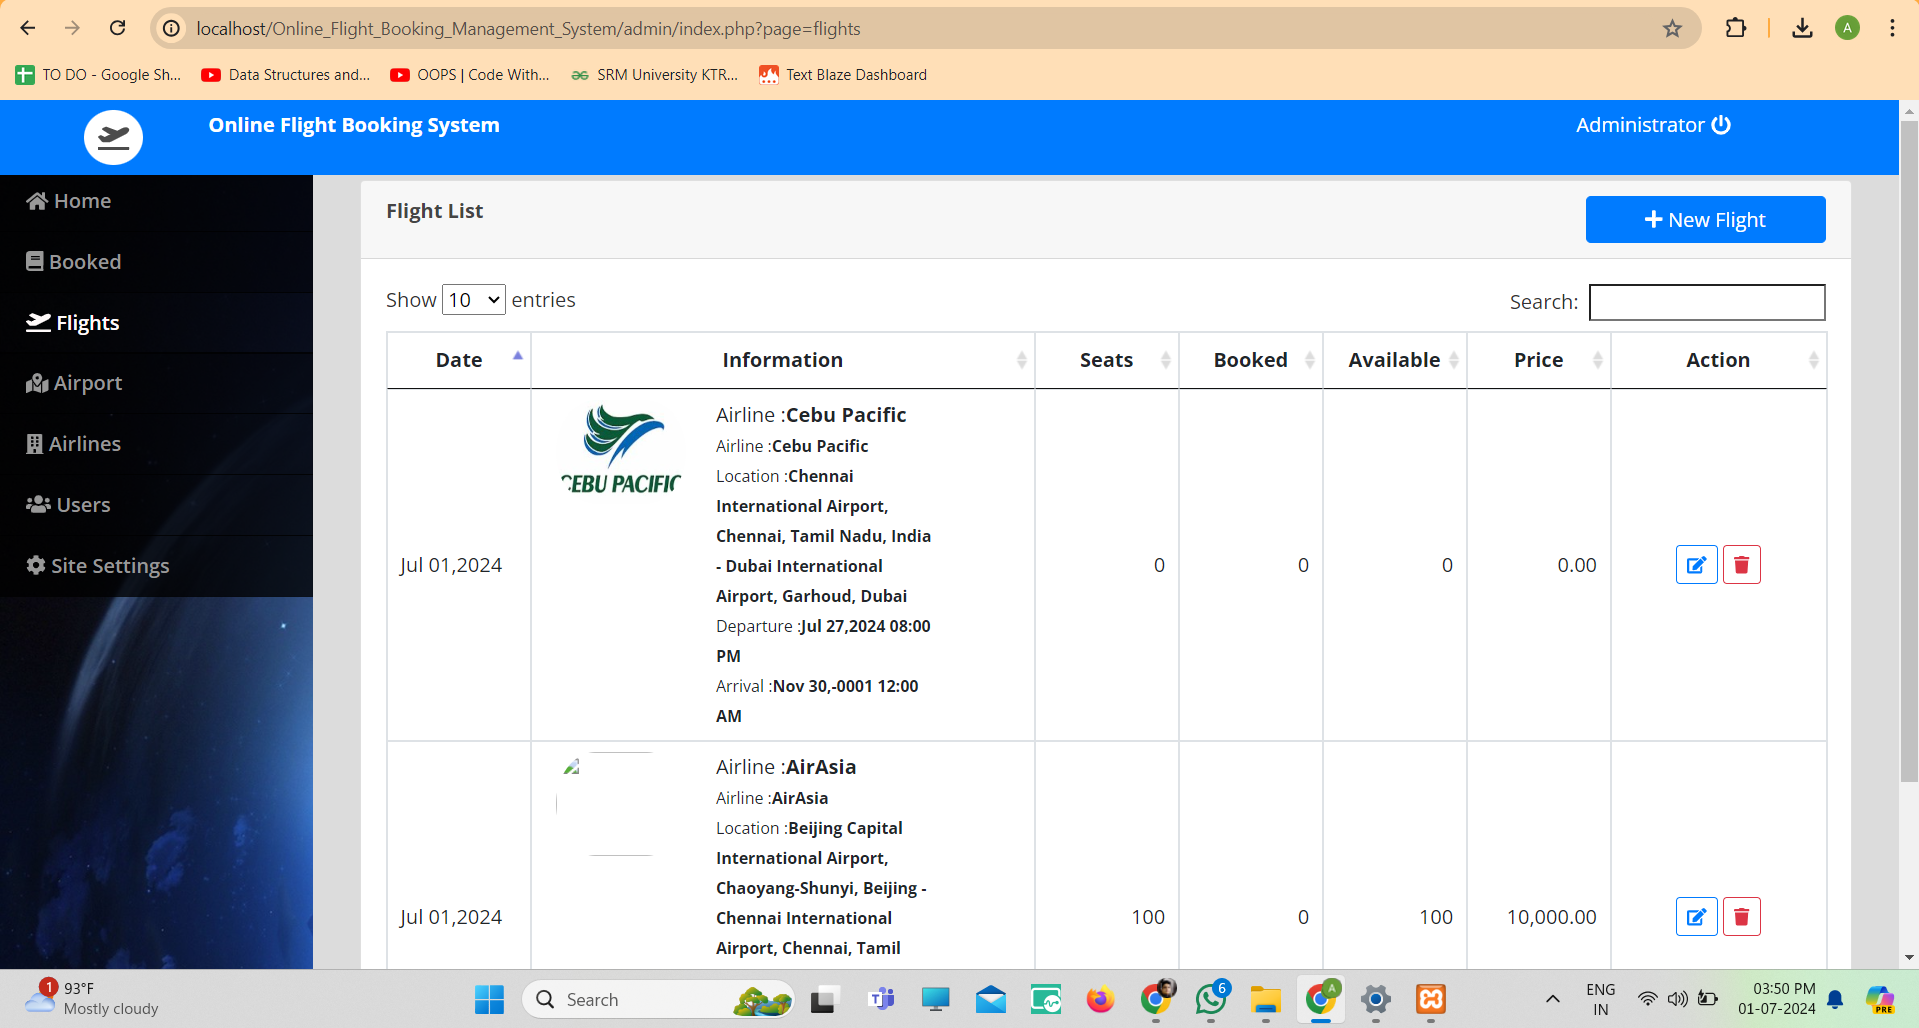 localhost/Online_Flight_Booking_Management_System/admin/index.php?page=flights
A
TO DO - Google Sh...
Data Structures and...
OOPS | Code With...
SRM University KTR...
Text Blaze Dashboard
Online Flight Booking System
Administrator
Home
Booked
Flights
Airport
Airlines
Users
Site Settings
Flight List
New Flight
Show 10 entries
Search:
Date Information Seats Booked Available Price Action
CEBU PACIFIC
Airline :Cebu Pacific
Airline :Cebu Pacific
Location :Chennai
International Airport,
Chennai, Tamil Nadu, India
- Dubai International
Airport, Garhoud, Dubai
Departure :Jul 27,2024 08:00
PM
Arrival :Nov 30,-0001 12:00
AM
Jul 01,2024 0 0 0 0.00
Airline :AirAsia
Airline :AirAsia
Location :Beijing Capital
International Airport,
Chaoyang-Shunyi, Beijing -
Chennai International
Airport, Chennai, Tamil
Jul 01,2024 100 0 100 10,000.00
1
93°F
Mostly cloudy
Search
6
A
ENG
IN
03:50 PM
01-07-2024
PRE